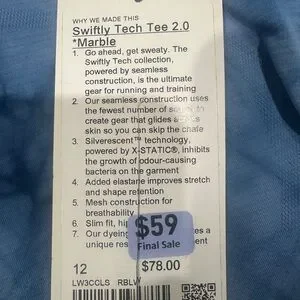 WHY WE MADE THIS
Swiftly Tech Tee 2.0
*Marble
1. Go ahead, get sweaty. The
Swiftly Tech collection,
powered by seamless
construction, is the ultimate
gear for running and training
2. Our seamless construction uses
the fewest number of
create gear that glides
skin so you can skip the chafe
3. Silverescent™ technology,
powered by X-STATIC®, inhibits
the growth of odour-causing
bacteria on the garment
4. Added elastane improves stretch
and shape retention
5. Mesh construction for
breathability
6. Slim fit,
7. Our dyeing
unique
$59
Final Sale
12
$78.00
LW3CCLS RBLW